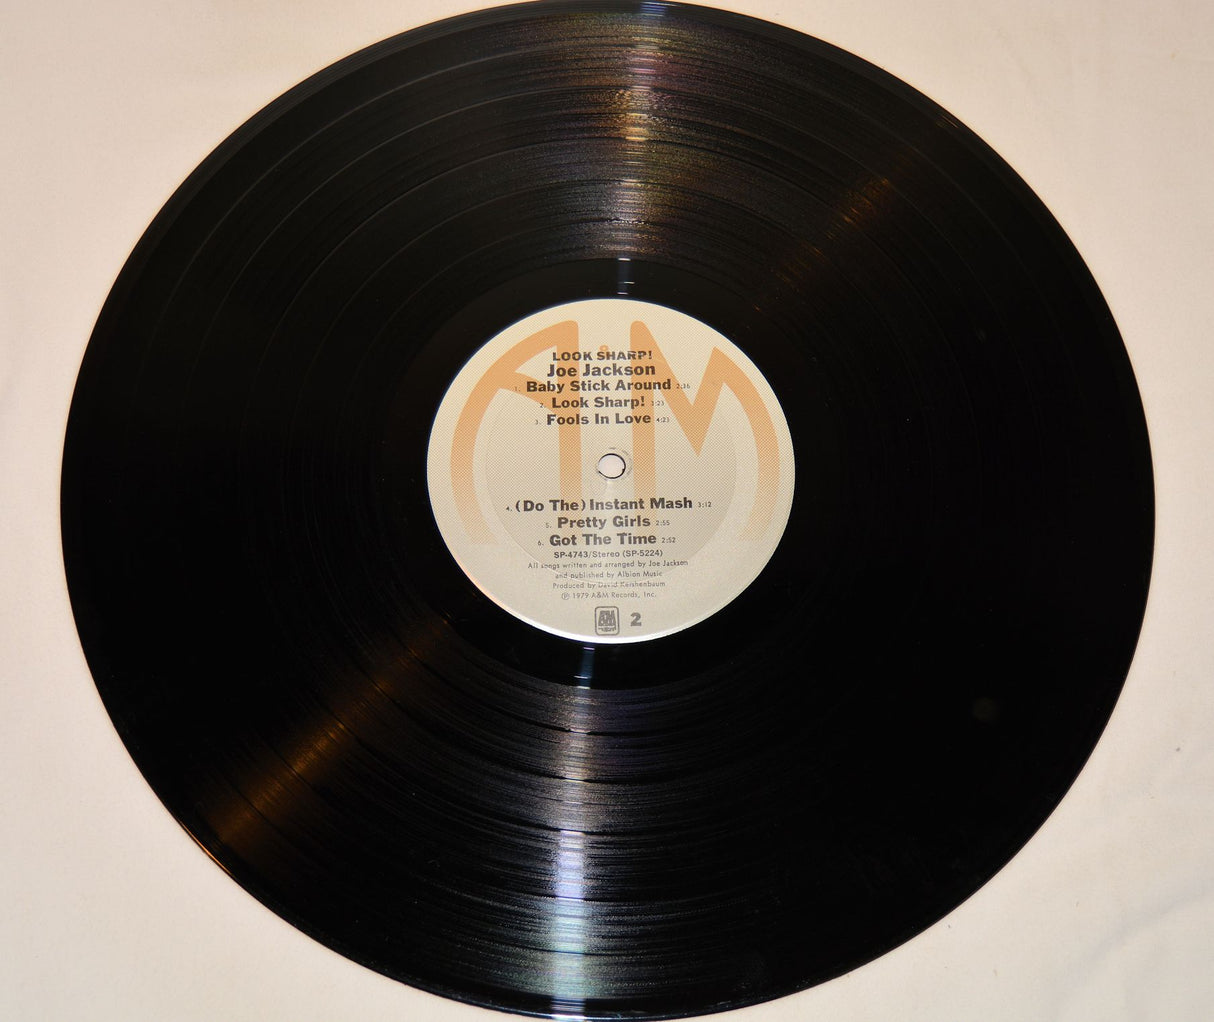 A&M
LOOK SHARP!
Joe Jackson
1. Baby Stick Around 2:36
2. Look Sharp! 3:23
3. Fools In Love 4:23
4. (Do The) Instant Mash 3:12
5. Pretty Girls 2:55
6. Got The Time 2:52
SP-4743/Stereo (SP-5224)
All songs written and arranged by Joe Jackson
and published by Albion Music
Produced by David Kershenbaum
℗ 1979 A&M Records, Inc.
A&M 2